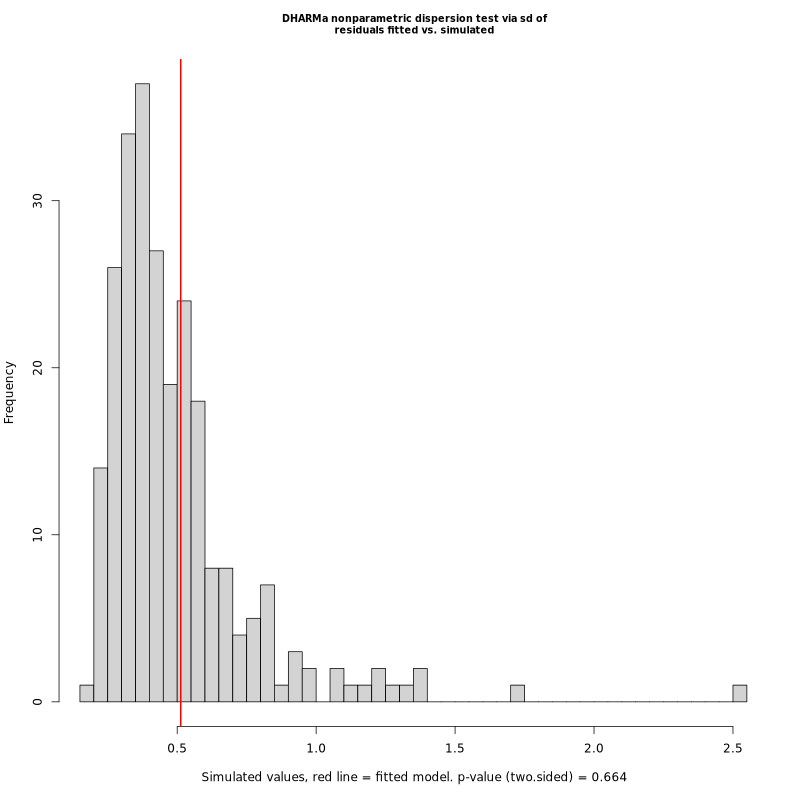 DHARMa nonparametric dispersion test via sd of
residuals fitted vs. simulated
Frequency
30
20
10
0
0.5 1.0 1.5 2.0 2.5
Simulated values, red line = fitted model. p-value (two.sided) = 0.664